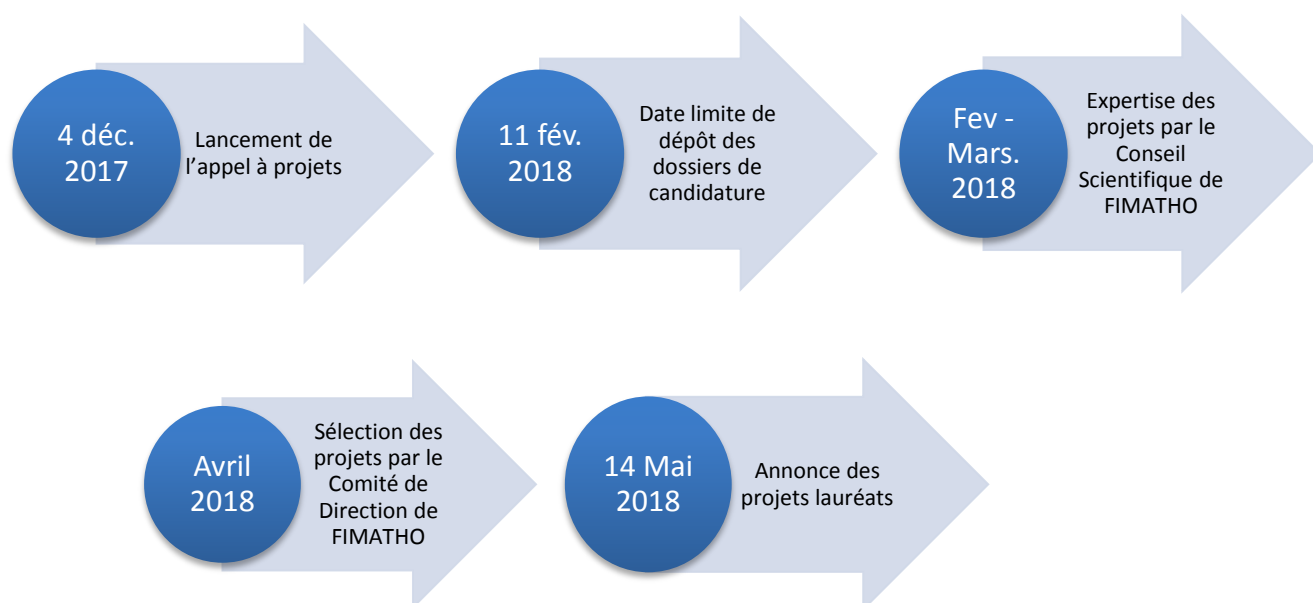 4 déc.
2017
Lancement de
l’appel à projets
11 fév.
2018
Date limite de
dépôt des
dossiers de
candidature
Fev -
Mars.
2018
Expertise des
projets par le
Conseil
Scientifique de
FIMATHO
Avril
2018
Sélection des
projets par le
Comité de
Direction de
FIMATHO
14 Mai
2018
Annonce des
projets lauréats